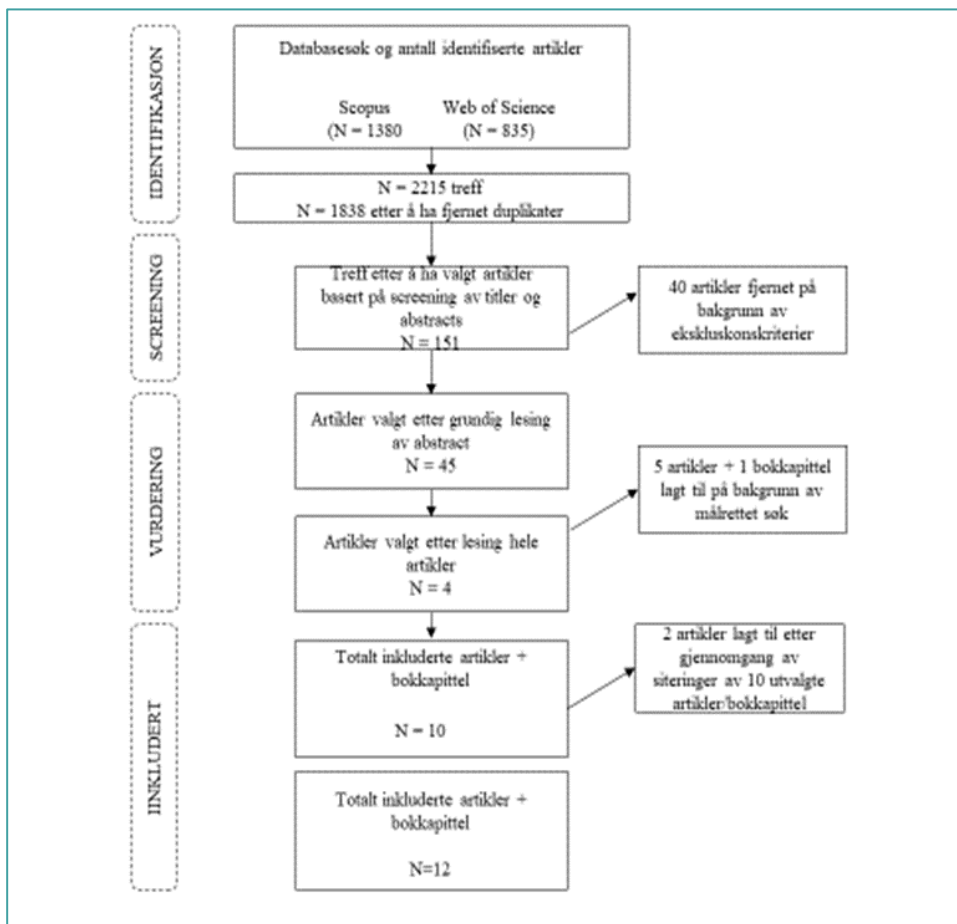 IDENTIFIKASJON
Databasesøk og antall identifiserte artikler
Scopus
(N = 1380
Web of Science
(N = 835)
N = 2215 treff
N = 1838 etter å ha fjernet duplikater
SCREENING
Treff etter å ha valgt artikler
basert på screening av titler og
abstracts
N = 151
40 artikler fjernet på
bakgrunn av
ekskluskonskriterier
VURDERING
Artikler valgt etter grundig lesing
av abstract
N = 45
5 artikler + 1 bokkapittel
lagt til på bakgrunn av
målrettet søk
Artikler valgt etter lesing hele
artikler
N = 4
IINKLUDERT
Totalt inkluderte artikler +
bokkapittel
N = 10
2 artikler lagt til etter
gjennomgang av
siteringer av 10 utvalgte
artikler/bokkapittel
Totalt inkluderte artikler +
bokkapittel
N=12